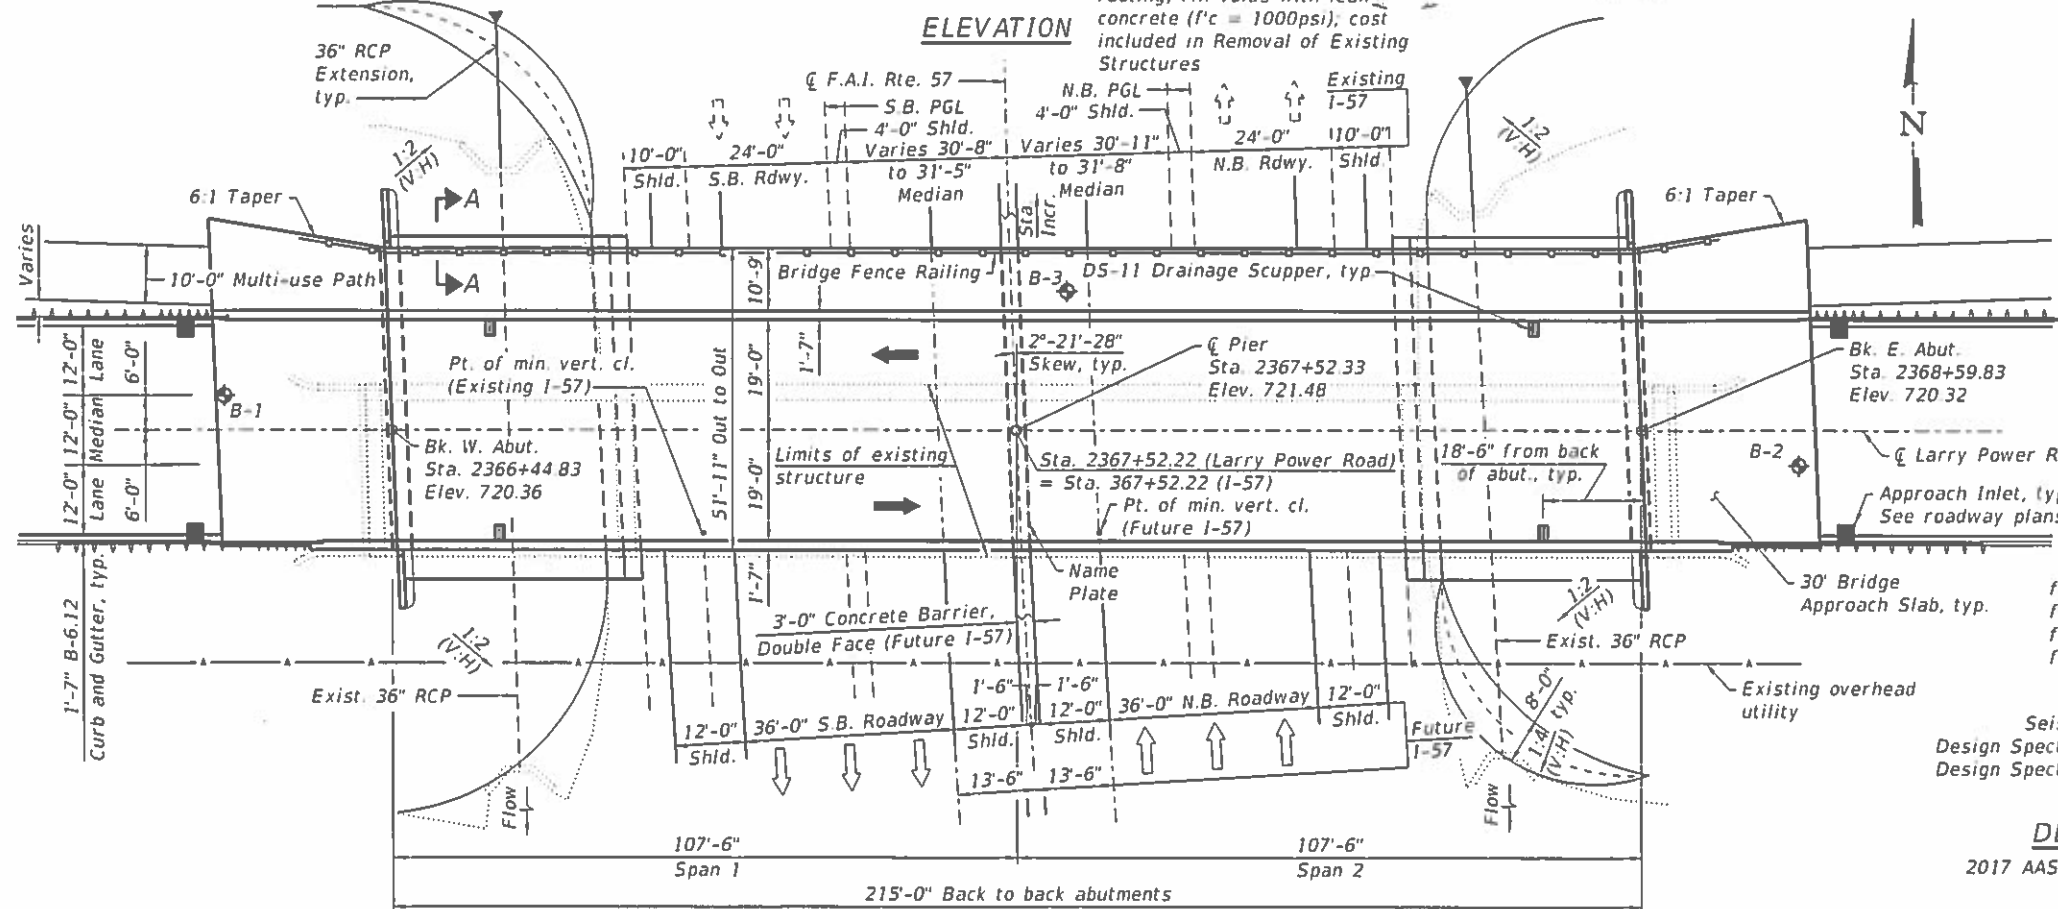 ELEVATION
concrete (f'c = 1000psi), cost
included in Removal of Existing
Structures
36" RCP
Extension,
typ.
℄ F.A.I. Rte. 57
S.B. PGL
4'-0" Shld.
N.B. PGL
4'-0" Shld.
Existing
I-57
10'-0"
Shld.
24'-0"
S.B. Rdwy.
Varies 30'-8"
to 31'-5"
Median
Varies 30'-11"
to 31'-8"
Median
24'-0"
N.B. Rdwy.
10'-0"
Shld.
1:2
(V:H)
1:2
(V:H)
N
6:1 Taper
A
A
Sta.
Incr.
6:1 Taper
Varies
10'-0" Multi-use Path
10'-9"
Bridge Fence Railing
B-3
DS-11 Drainage Scupper, typ.
12'-0"
Lane
12'-0"
Median
12'-0"
Lane
6'-0"
6'-0"
B-1
Pt. of min. vert. cl.
(Existing I-57)
51'-11" Out to Out
19'-0"
19'-0"
1'-7"
2°-21'-28"
Skew, typ.
℄ Pier
Sta. 2367+52.33
Elev. 721.48
Bk. E. Abut.
Sta. 2368+59.83
Elev. 720.32
Bk. W. Abut.
Sta. 2366+44.83
Elev. 720.36
Limits of existing
structure
Sta. 2367+52.22 (Larry Power Road)
= Sta. 367+52.22 (I-57)
Pt. of min. vert. cl.
(Future I-57)
18'-6" from back
of abut., typ.
B-2
℄ Larry Power R
Approach Inlet, ty
See roadway plans
1'-7" B-6.12
Curb and Gutter, typ.
1'-7"
Name
Plate
30' Bridge
Approach Slab, typ.
f
f
f
f
3'-0" Concrete Barrier,
Double Face (Future I-57)
1:2
(V:H)
1:2
(V:H)
Exist. 36" RCP
Exist. 36" RCP
Existing overhead
utility
1'-6"
1'-6"
12'-0"
Shld.
36'-0" S.B. Roadway
12'-0"
Shld.
12'-0"
Shld.
36'-0" N.B. Roadway
12'-0"
Shld.
Future
I-57
8'-0"
typ.
1:4
(V:H)
13'-6"
13'-6"
Flow
Flow
Seis
Design Spect
Design Spect
107'-6"
Span 1
107'-6"
Span 2
215'-0" Back to back abutments
2017 AAS